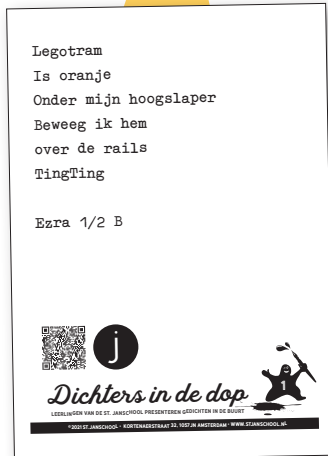 Legotram
Is oranje
Onder mijn hoogslaper
Beweeg ik hem
over de rails
TingTing
Ezra 1/2 B
j
1
Dichters in de dop
LEERLINGEN VAN DE ST. JANSCHOOL PRESENTEREN GEDICHTEN IN DE BUURT
©2021 ST.JANSCHOOL · KORTENAERSTRAAT 32, 1057 JN AMSTERDAM · WWW.STJANSCHOOL.NL